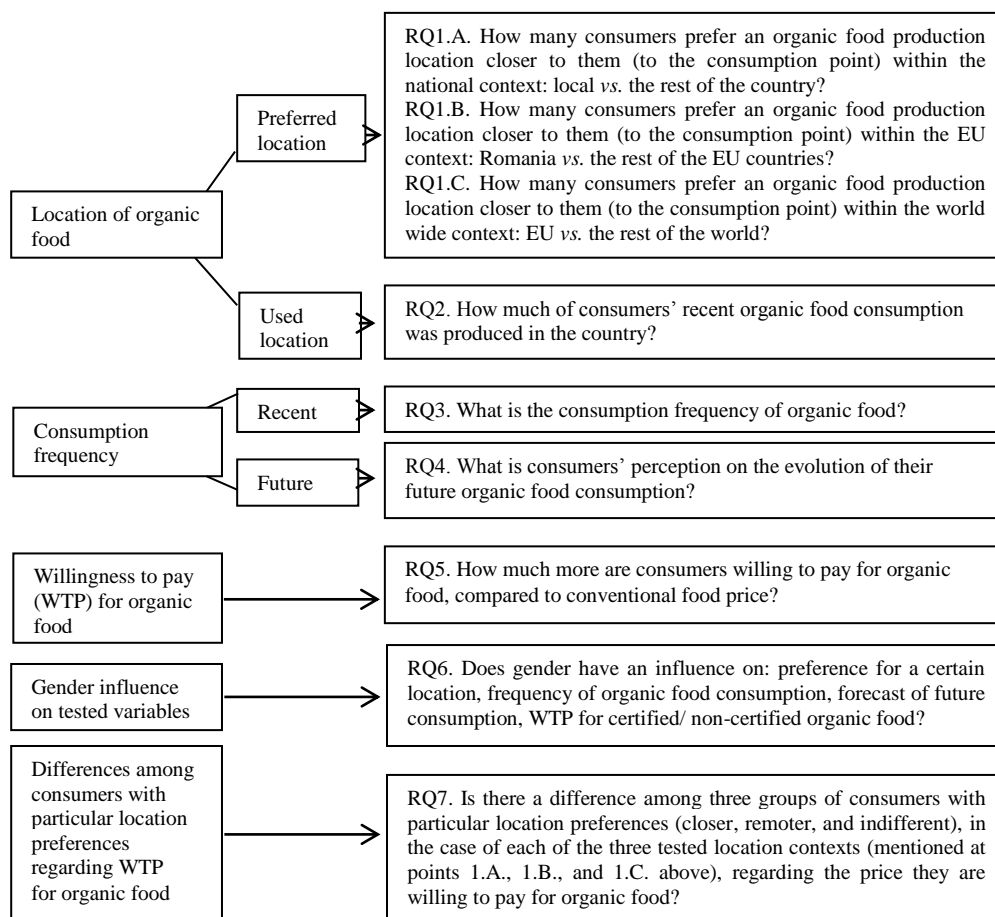 Location of organic
food
Preferred
location
RQ1.A. How many consumers prefer an organic food production
location closer to them (to the consumption point) within the
national context: local vs. the rest of the country?
RQ1.B. How many consumers prefer an organic food production
location closer to them (to the consumption point) within the EU
context: Romania vs. the rest of the EU countries?
RQ1.C. How many consumers prefer an organic food production
location closer to them (to the consumption point) within the world
wide context: EU vs. the rest of the world?
Used
location
RQ2. How much of consumers’ recent organic food consumption
was produced in the country?
Consumption
frequency
Recent
RQ3. What is the consumption frequency of organic food?
Future
RQ4. What is consumers’ perception on the evolution of their
future organic food consumption?
Willingness to pay
(WTP) for organic
food
RQ5. How much more are consumers willing to pay for organic
food, compared to conventional food price?
Gender influence
on tested variables
RQ6. Does gender have an influence on: preference for a certain
location, frequency of organic food consumption, forecast of future
consumption, WTP for certified/ non-certified organic food?
Differences among
consumers with
particular location
preferences
regarding WTP
for organic food
RQ7. Is there a difference among three groups of consumers with
particular location preferences (closer, remoter, and indifferent), in
the case of each of the three tested location contexts (mentioned at
points 1.A., 1.B., and 1.C. above), regarding the price they are
willing to pay for organic food?